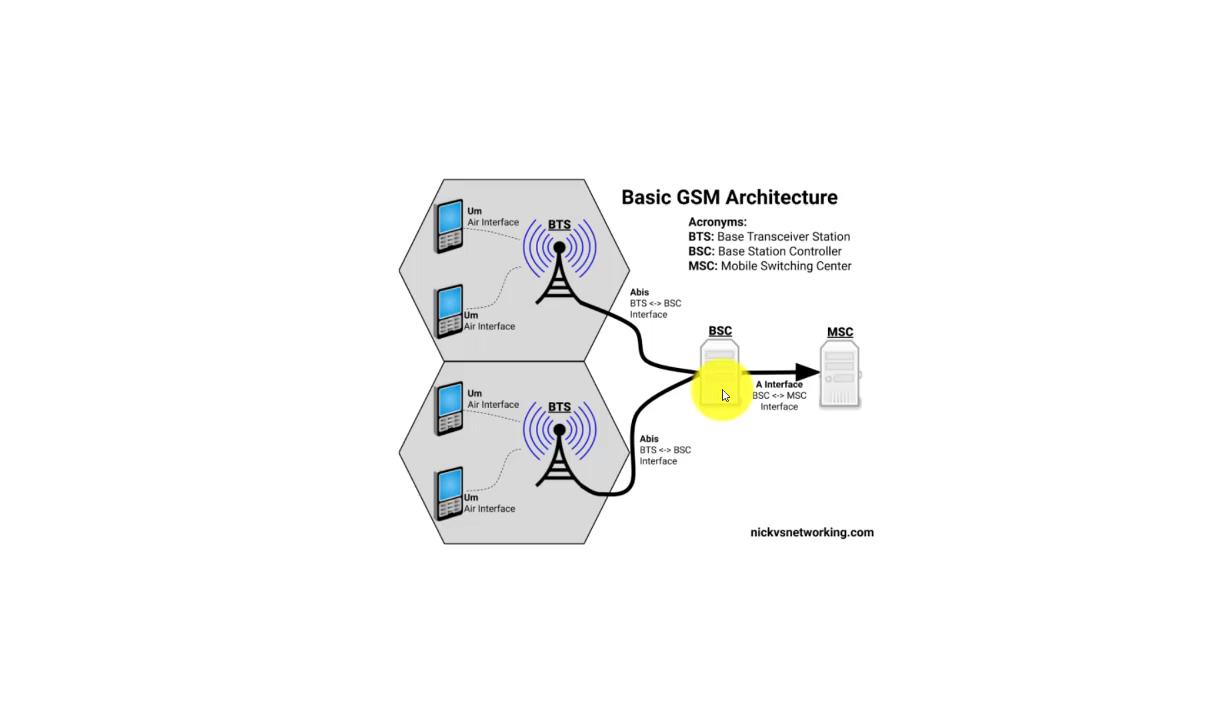 Basic GSM Architecture
Acronyms:
BTS: Base Transceiver Station
BSC: Base Station Controller
MSC: Mobile Switching Center
Um
Air Interface
BTS
Um
Air Interface
Abis
BTS <-> BSC
Interface
BSC
MSC
A Interface
BSC <-> MSC
Interface
Um
Air Interface
BTS
Um
Air Interface
Abis
BTS <-> BSC
Interface
nickvsnetworking.com